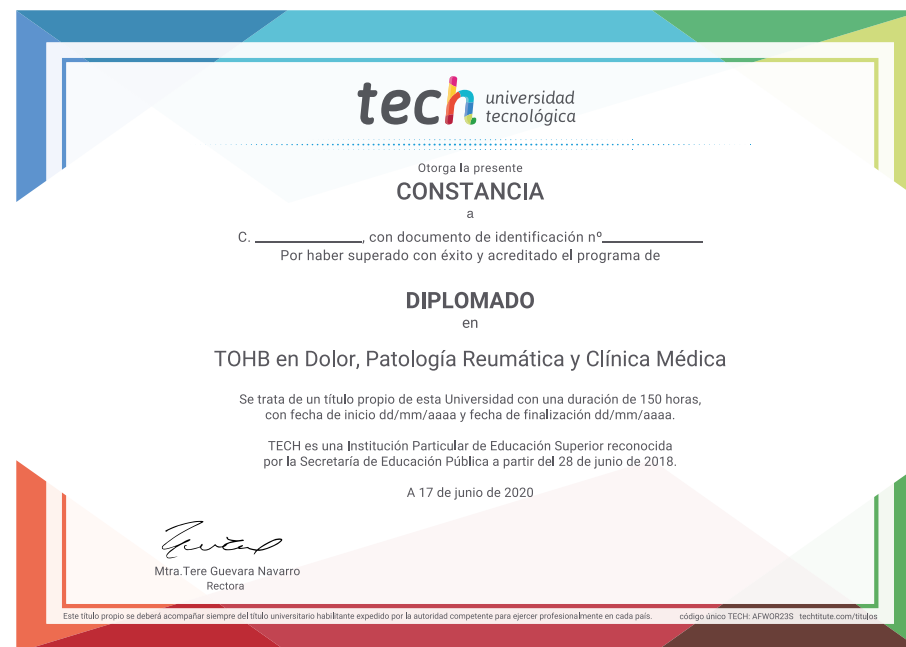 tech universidad
tecnológica
Otorga la presente
CONSTANCIA
a
C. ____________, con documento de identificación nº____________
Por haber superado con éxito y acreditado el programa de
DIPLOMADO
en
TOHB en Dolor, Patología Reumática y Clínica Médica
Se trata de un título propio de esta Universidad con una duración de 150 horas,
con fecha de inicio dd/mm/aaaa y fecha de finalización dd/mm/aaaa.
TECH es una Institución Particular de Educación Superior reconocida
por la Secretaría de Educación Pública a partir del 28 de junio de 2018.
A 17 de junio de 2020
Mtra.Tere Guevara Navarro
Rectora
Este título propio se deberá acompañar siempre del título universitario habilitante expedido por la autoridad competente para ejercer profesionalmente en cada país. código único TECH: AFWOR23S techtitute.com/titulos